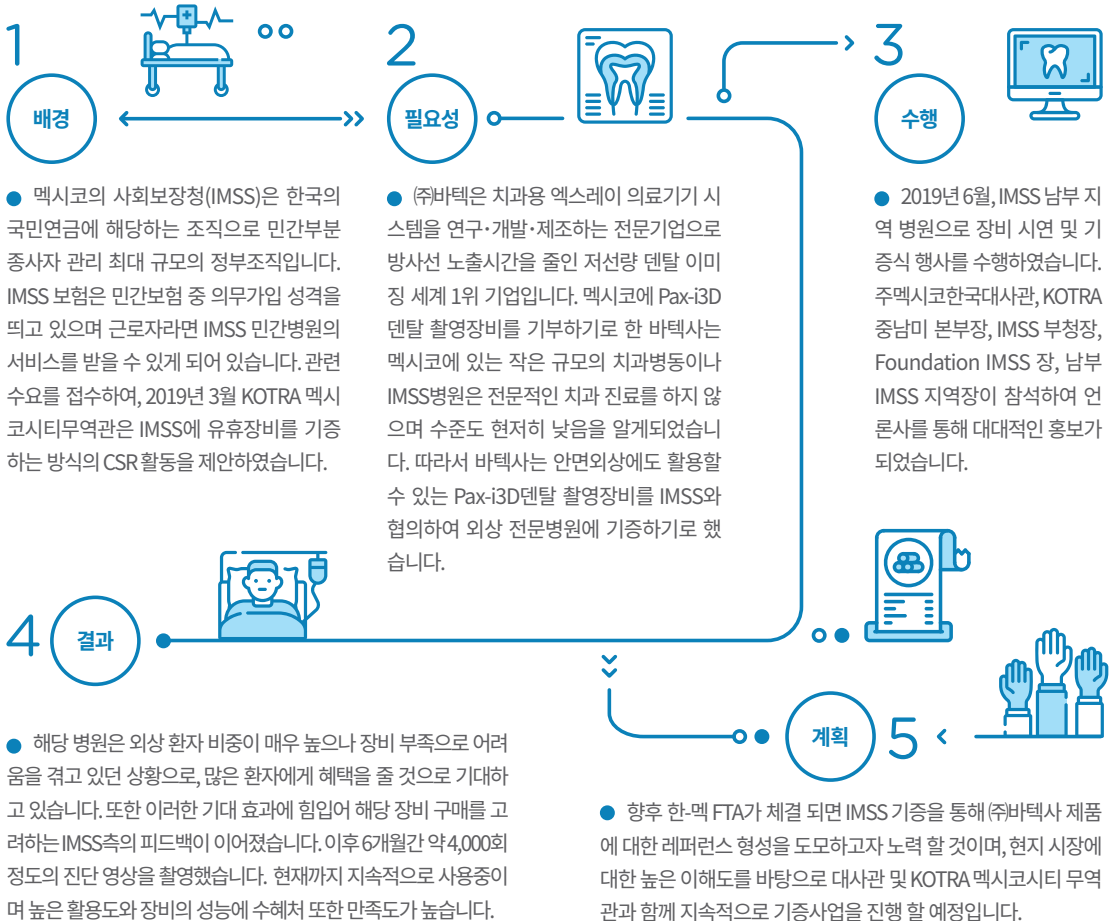 1
배경
● 멕시코의 사회보장청(IMSS)은 한국의
국민연금에 해당하는 조직으로 민간부분
종사자 관리 최대 규모의 정부조직입니다.
IMSS 보험은 민간보험 중 의무가입 성격을
띄고 있으며 근로자라면 IMSS 민간병원의
서비스를 받을 수 있게 되어 있습니다. 관련
수요를 접수하여, 2019년 3월 KOTRA 멕시
코시티무역관은 IMSS에 유휴장비를 기증
하는 방식의 CSR 활동을 제안하였습니다.
2
필요성
● ㈜바텍은 치과용 엑스레이 의료기기 시
스템을 연구·개발·제조하는 전문기업으로
방사선 노출시간을 줄인 저선량 덴탈 이미
징 세계 1위 기업입니다. 멕시코에 Pax-i3D
덴탈 촬영장비를 기부하기로 한 바텍사는
멕시코에 있는 작은 규모의 치과병동이나
IMSS병원은 전문적인 치과 진료를 하지 않
으며 수준도 현저히 낮음을 알게되었습니
다. 따라서 바텍사는 안면외상에도 활용할
수 있는 Pax-i3D덴탈 촬영장비를 IMSS와
협의하여 외상 전문병원에 기증하기로 했
습니다.
3
수행
● 2019년 6월, IMSS 남부 지
역 병원으로 장비 시연 및 기
증식 행사를 수행하였습니다.
주멕시코한국대사관, KOTRA
중남미 본부장, IMSS 부청장,
Foundation IMSS 장, 남부
IMSS 지역장이 참석하여 언
론사를 통해 대대적인 홍보가
되었습니다.
4
결과
● 해당 병원은 외상 환자 비중이 매우 높으나 장비 부족으로 어려
움을 겪고 있던 상황으로, 많은 환자에게 혜택을 줄 것으로 기대하
고 있습니다. 또한 이러한 기대 효과에 힘입어 해당 장비 구매를 고
려하는 IMSS측의 피드백이 이어졌습니다. 이후 6개월간 약 4,000회
정도의 진단 영상을 촬영했습니다. 현재까지 지속적으로 사용중이
며 높은 활용도와 장비의 성능에 수혜처 또한 만족도가 높습니다.
계획
5
● 향후 한-멕 FTA가 체결 되면 IMSS 기증을 통해 ㈜바텍사 제품
에 대한 레퍼런스 형성을 도모하고자 노력 할 것이며, 현지 시장에
대한 높은 이해도를 바탕으로 대사관 및 KOTRA 멕시코시티 무역
관과 함께 지속적으로 기증사업을 진행 할 예정입니다.